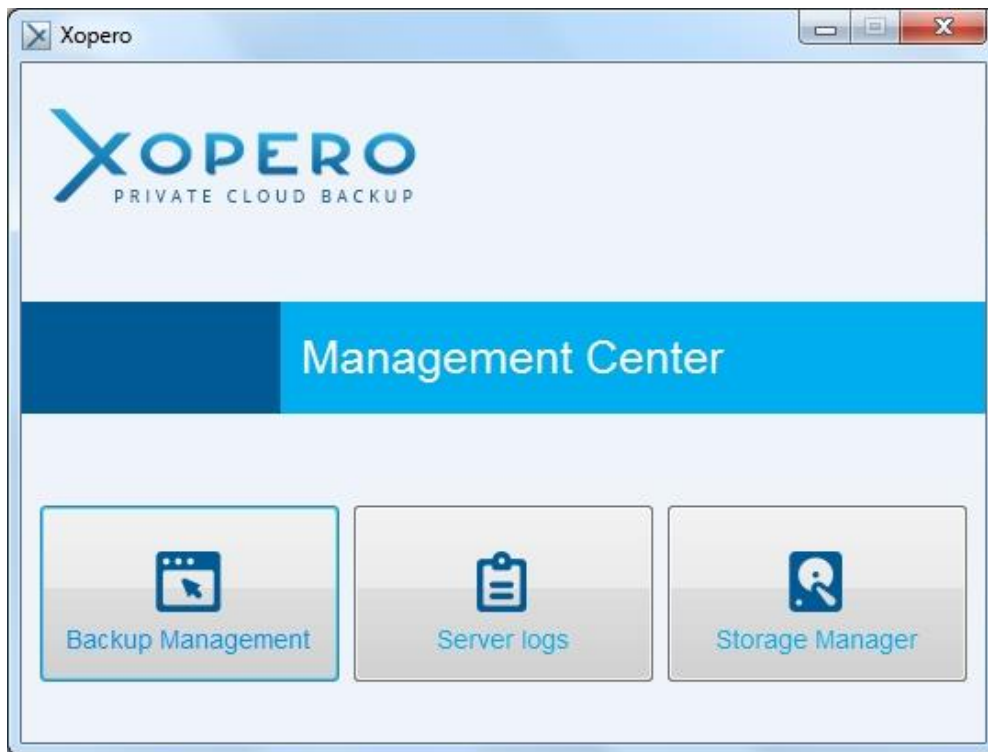 Xopero
XOPERO
PRIVATE CLOUD BACKUP
Management Center
Backup Management
Server logs
Storage Manager